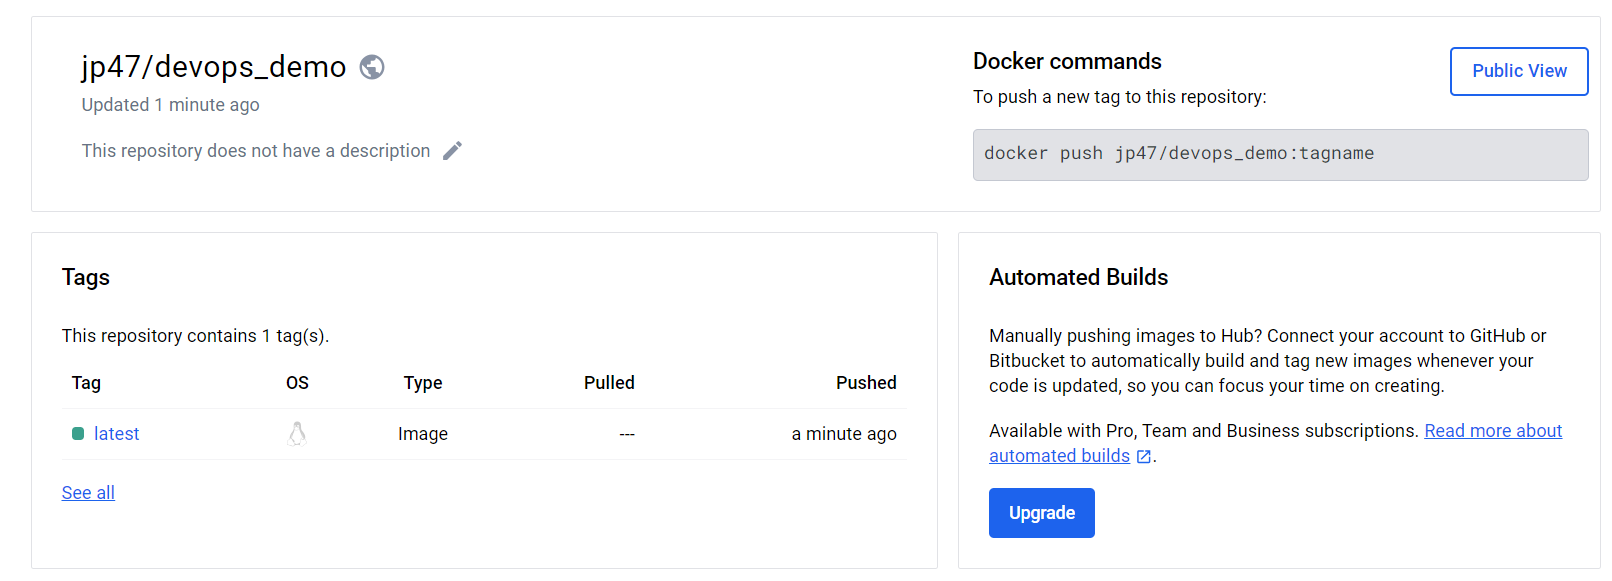 jp47/devops_demo
Updated 1 minute ago
This repository does not have a description
Docker commands
Public View
To push a new tag to this repository:
docker push jp47/devops_demo:tagname
Tags
This repository contains 1 tag(s).
Tag OS Type Pulled Pushed
latest Image --- a minute ago
See all
Automated Builds
Manually pushing images to Hub? Connect your account to GitHub or
Bitbucket to automatically build and tag new images whenever your
code is updated, so you can focus your time on creating.
Available with Pro, Team and Business subscriptions. Read more about
automated builds .
Upgrade